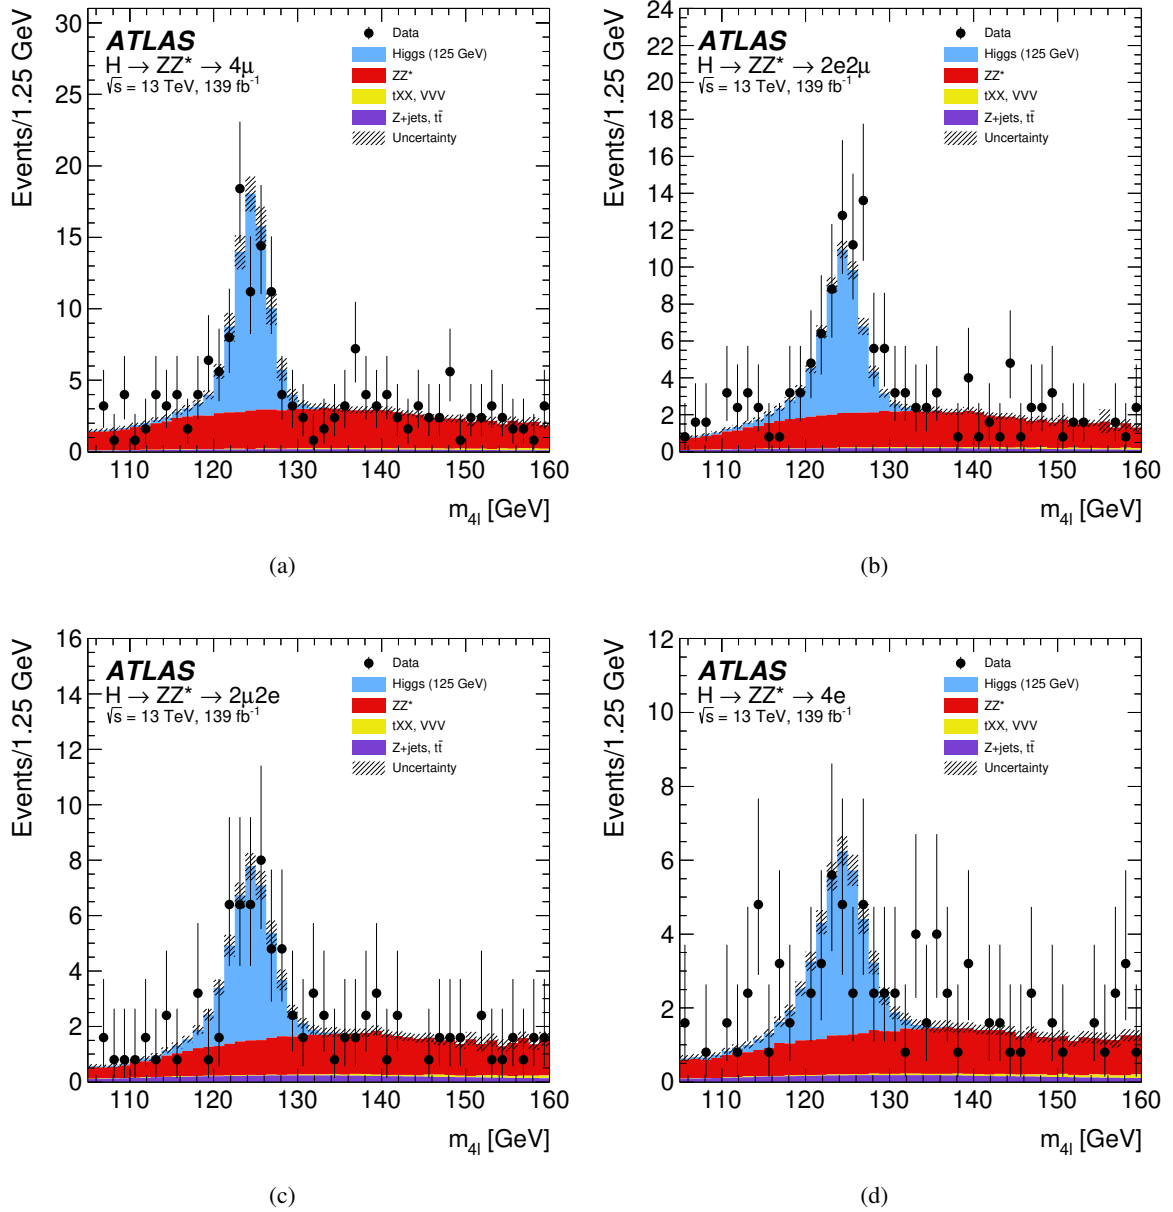 Events/1.25 GeV
30
25
20
15
10
5
0
ATLAS
H → ZZ* → 4μ
√s = 13 TeV, 139 fb⁻¹
Data
Higgs (125 GeV)
ZZ*
tXX, VVV
Z+jets, tt̄
Uncertainty
110 120 130 140 150 160
m4l [GeV]
(a)
Events/1.25 GeV
24
22
20
18
16
14
12
10
8
6
4
2
0
ATLAS
H → ZZ* → 2e2μ
√s = 13 TeV, 139 fb⁻¹
Data
Higgs (125 GeV)
ZZ*
tXX, VVV
Z+jets, tt̄
Uncertainty
110 120 130 140 150 160
m4l [GeV]
(b)
Events/1.25 GeV
16
14
12
10
8
6
4
2
0
ATLAS
H → ZZ* → 2μ2e
√s = 13 TeV, 139 fb⁻¹
Data
Higgs (125 GeV)
ZZ*
tXX, VVV
Z+jets, tt̄
Uncertainty
110 120 130 140 150 160
m4l [GeV]
(c)
Events/1.25 GeV
12
10
8
6
4
2
0
ATLAS
H → ZZ* → 4e
√s = 13 TeV, 139 fb⁻¹
Data
Higgs (125 GeV)
ZZ*
tXX, VVV
Z+jets, tt̄
Uncertainty
110 120 130 140 150 160
m4l [GeV]
(d)